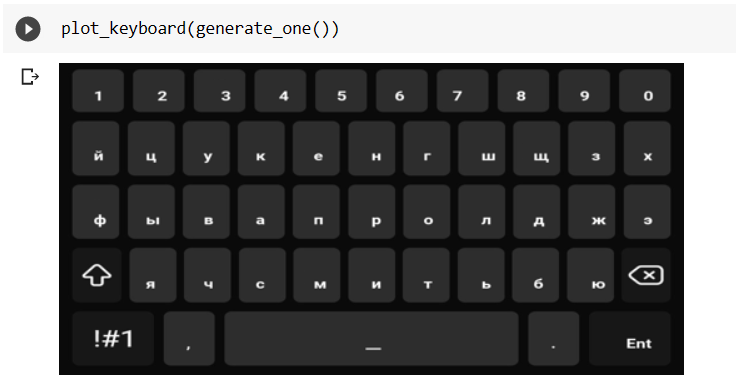 plot_keyboard(generate_one())
1 2 3 4 5 6 7 8 9 0
й ц у к е н г ш щ з х
ф ы в а п р о л д ж э
я ч с м и т ь б ю
!#1 , _ . Ent